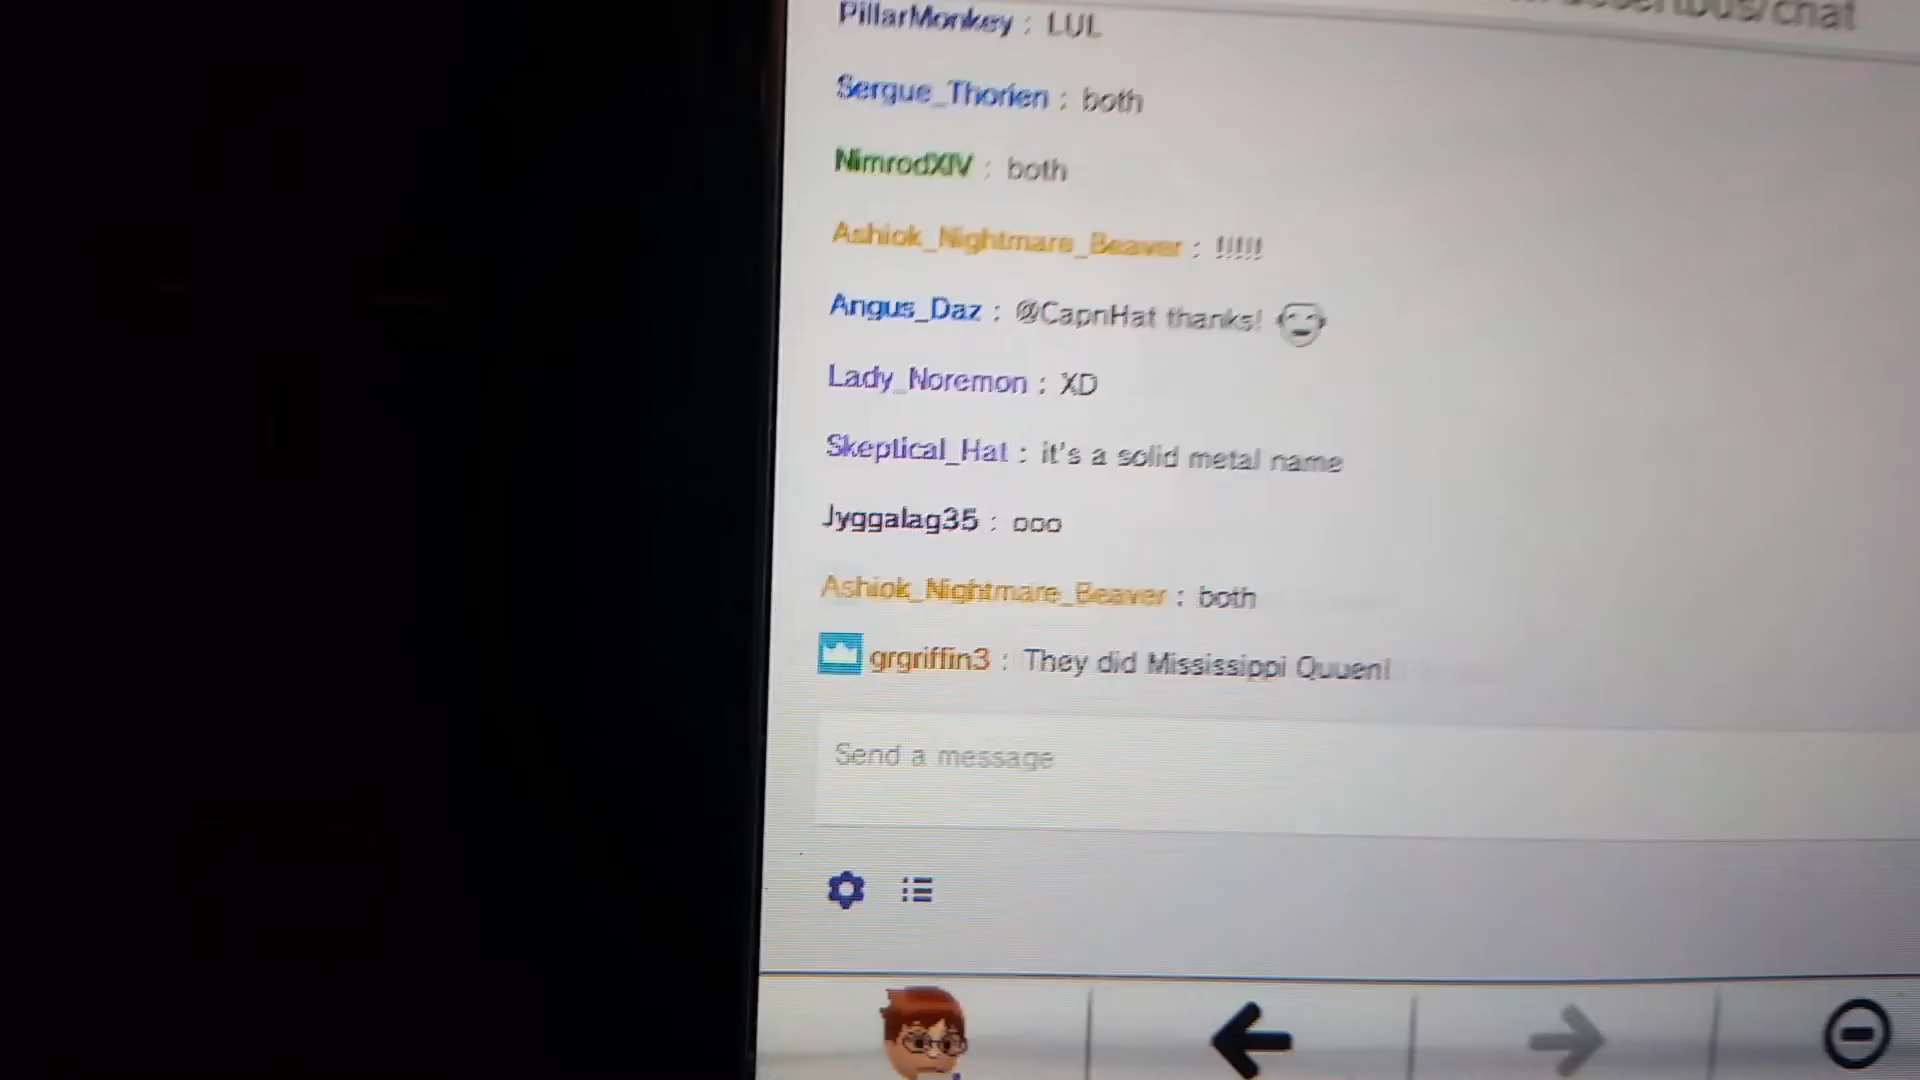 /chat
PillarMonkey : LUL
Sergue_Thorien : both
NimrodXIV : both
Ashiok_Nightmare_Beaver : !!!!!
Angus_Daz : @CapnHat thanks!
Lady_Noremon : XD
Skeptical_Hat : it's a solid metal name
Jyggalag35 : ooo
Ashiok_Nightmare_Beaver : both
grgriffin3 : They did Mississippi Quuen!
Send a message